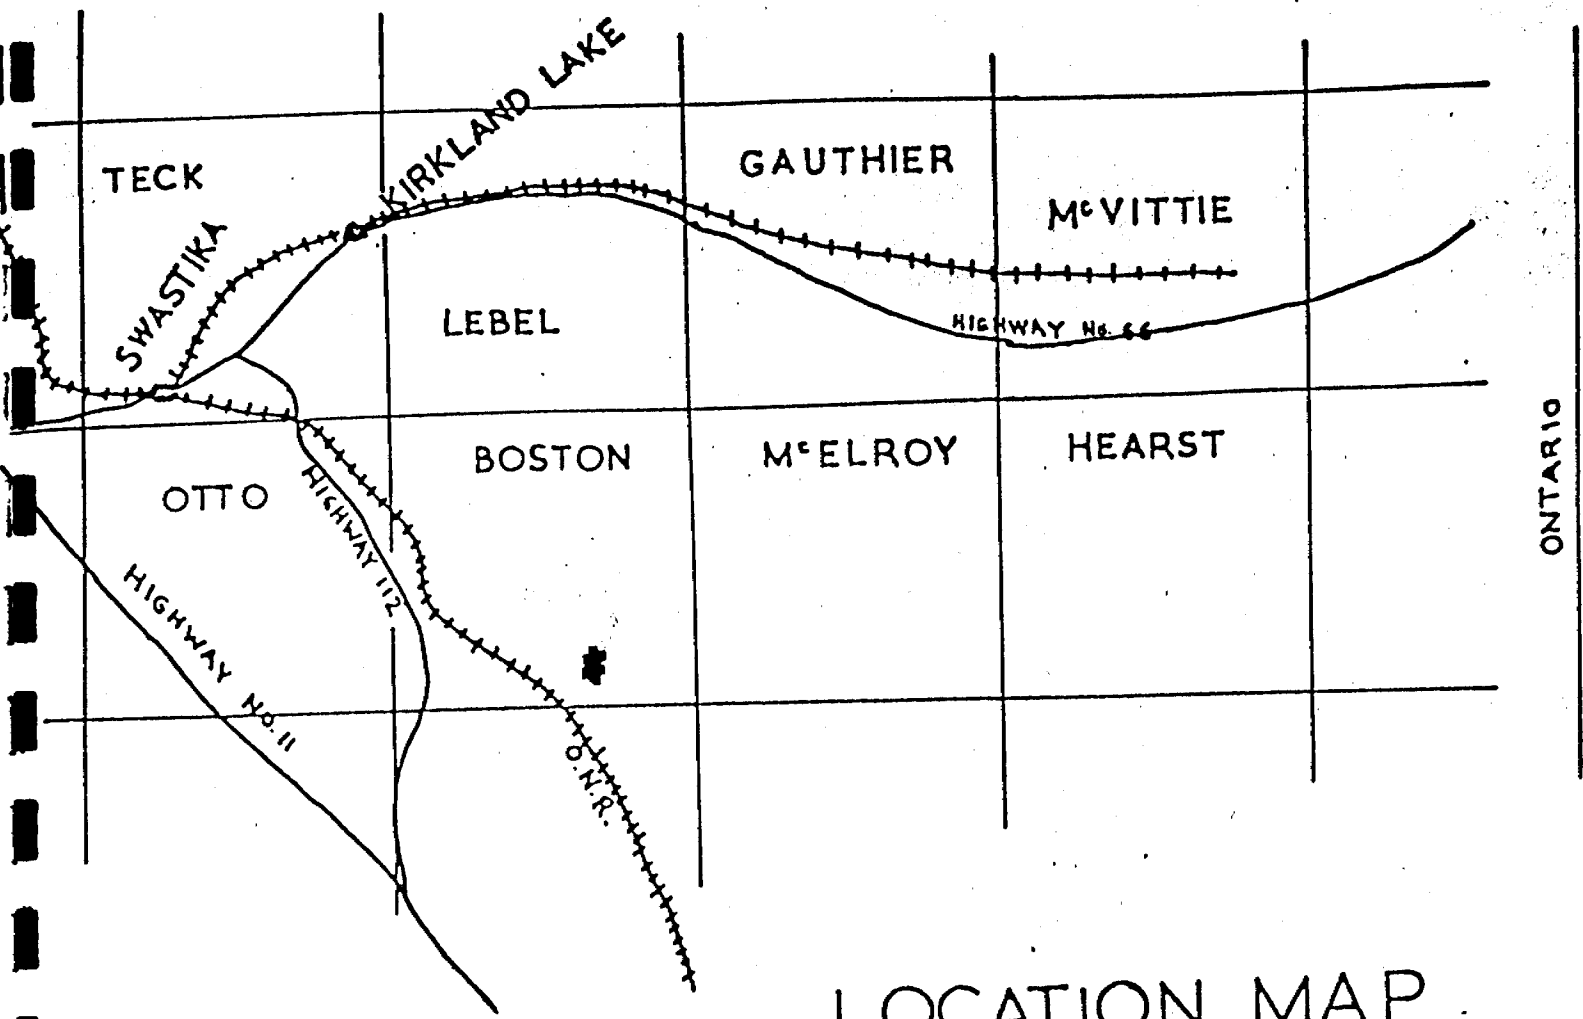 KIRKLAND LAKE
TECK
GAUTHIER
McVITTIE
SWASTIKA
LEBEL
HIGHWAY No. 66
BOSTON
McELROY
HEARST
OTTO
HIGHWAY 112
ONTARIO
HIGHWAY No. 11
O.N.R.
LOCATION MAP